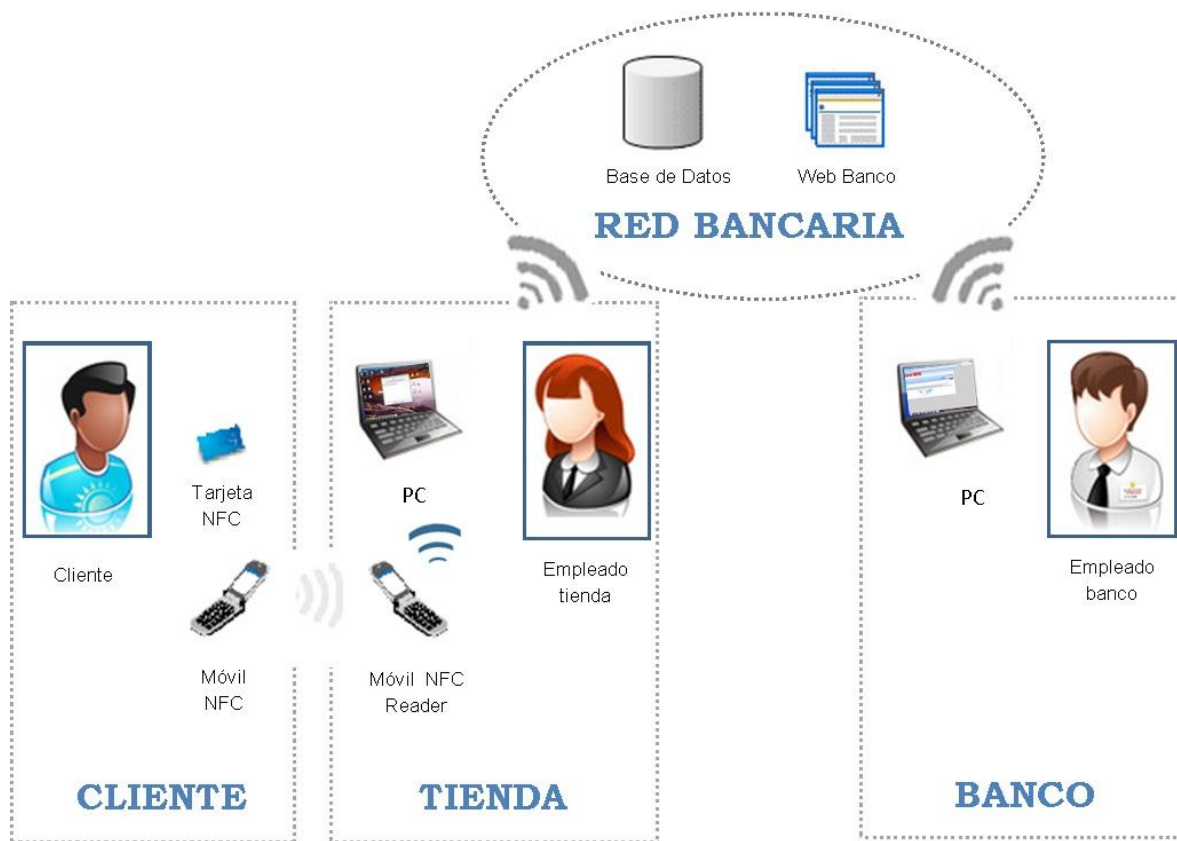 Base de Datos
Web Banco
RED BANCARIA
Cliente
Tarjeta
NFC
Móvil
NFC
CLIENTE
PC
Empleado
tienda
Móvil NFC
Reader
TIENDA
PC
Empleado
banco
BANCO